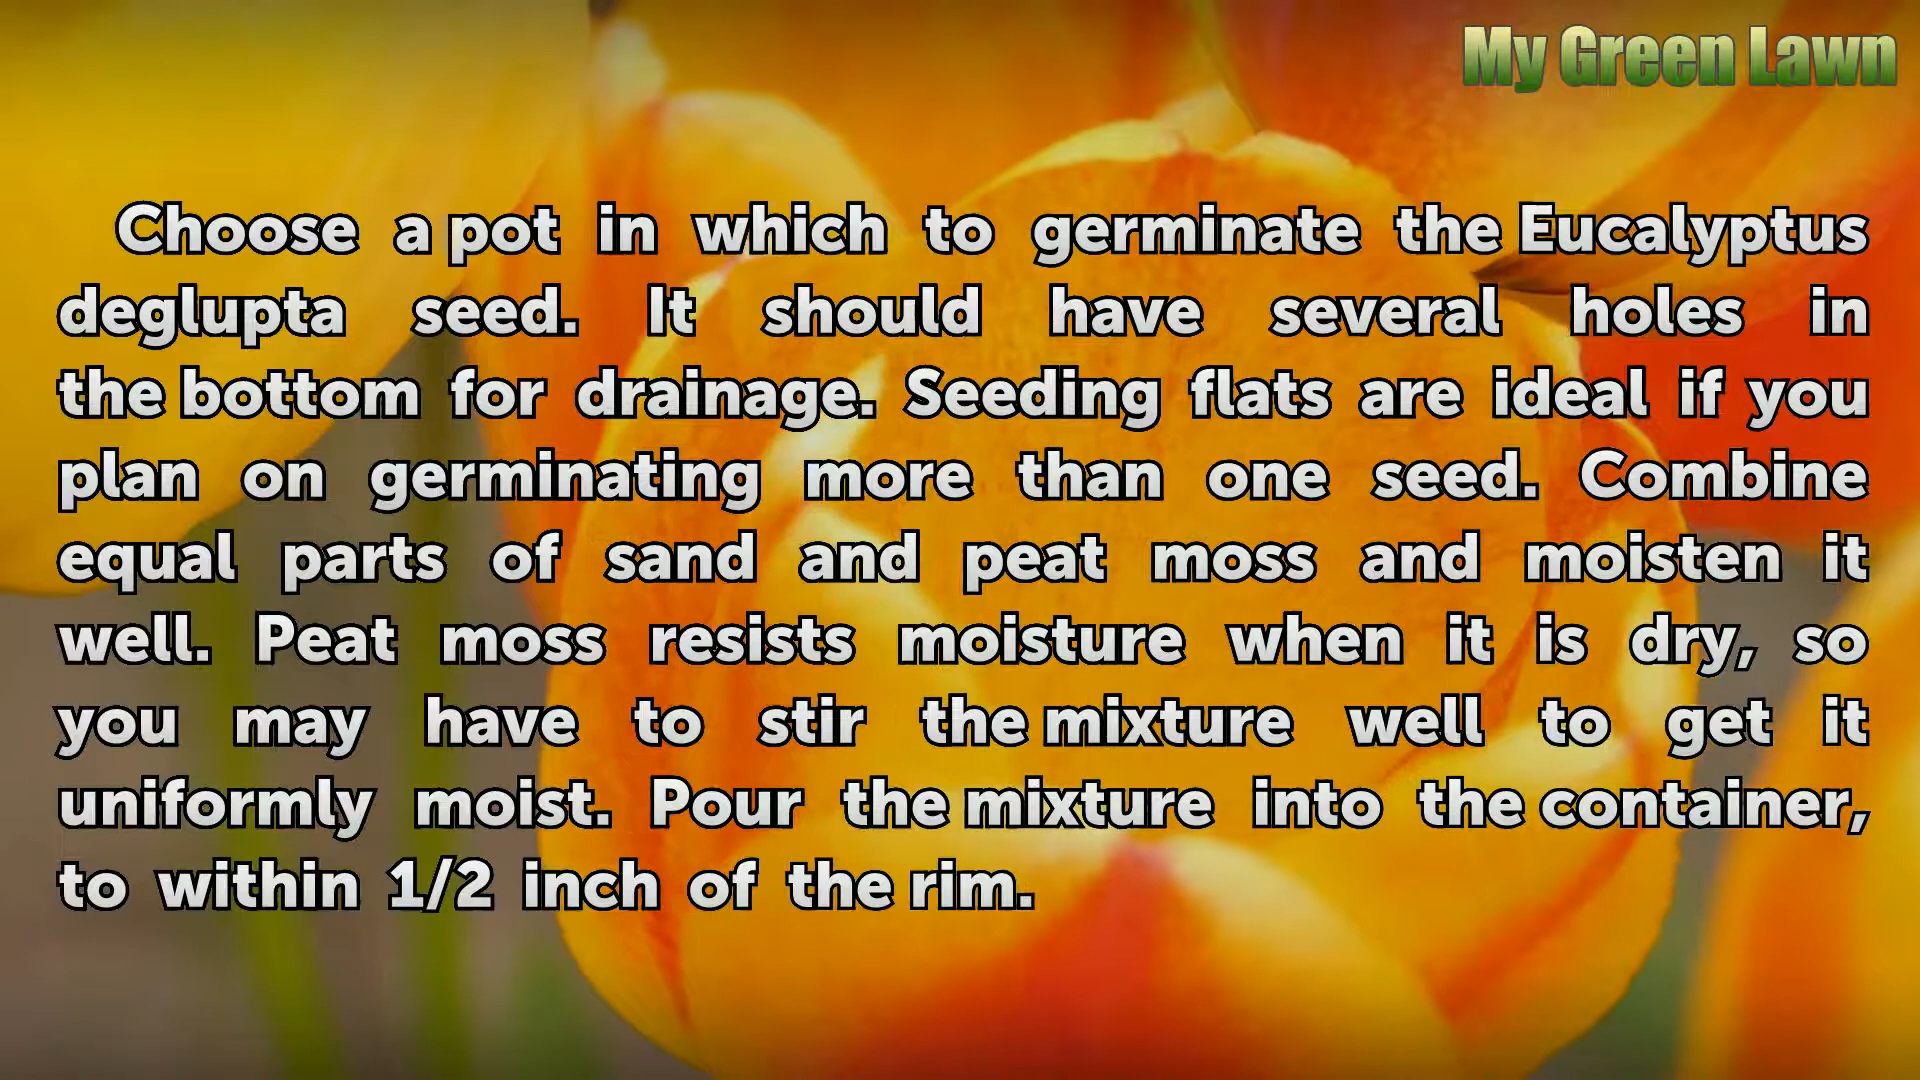 My Green Lawn
Choose a pot in which to germinate the Eucalyptus
deglupta seed. It should have several holes in
the bottom for drainage. Seeding flats are ideal if you
plan on germinating more than one seed. Combine
equal parts of sand and peat moss and moisten it
well. Peat moss resists moisture when it is dry, so
you may have to stir the mixture well to get it
uniformly moist. Pour the mixture into the container,
to within 1/2 inch of the rim.